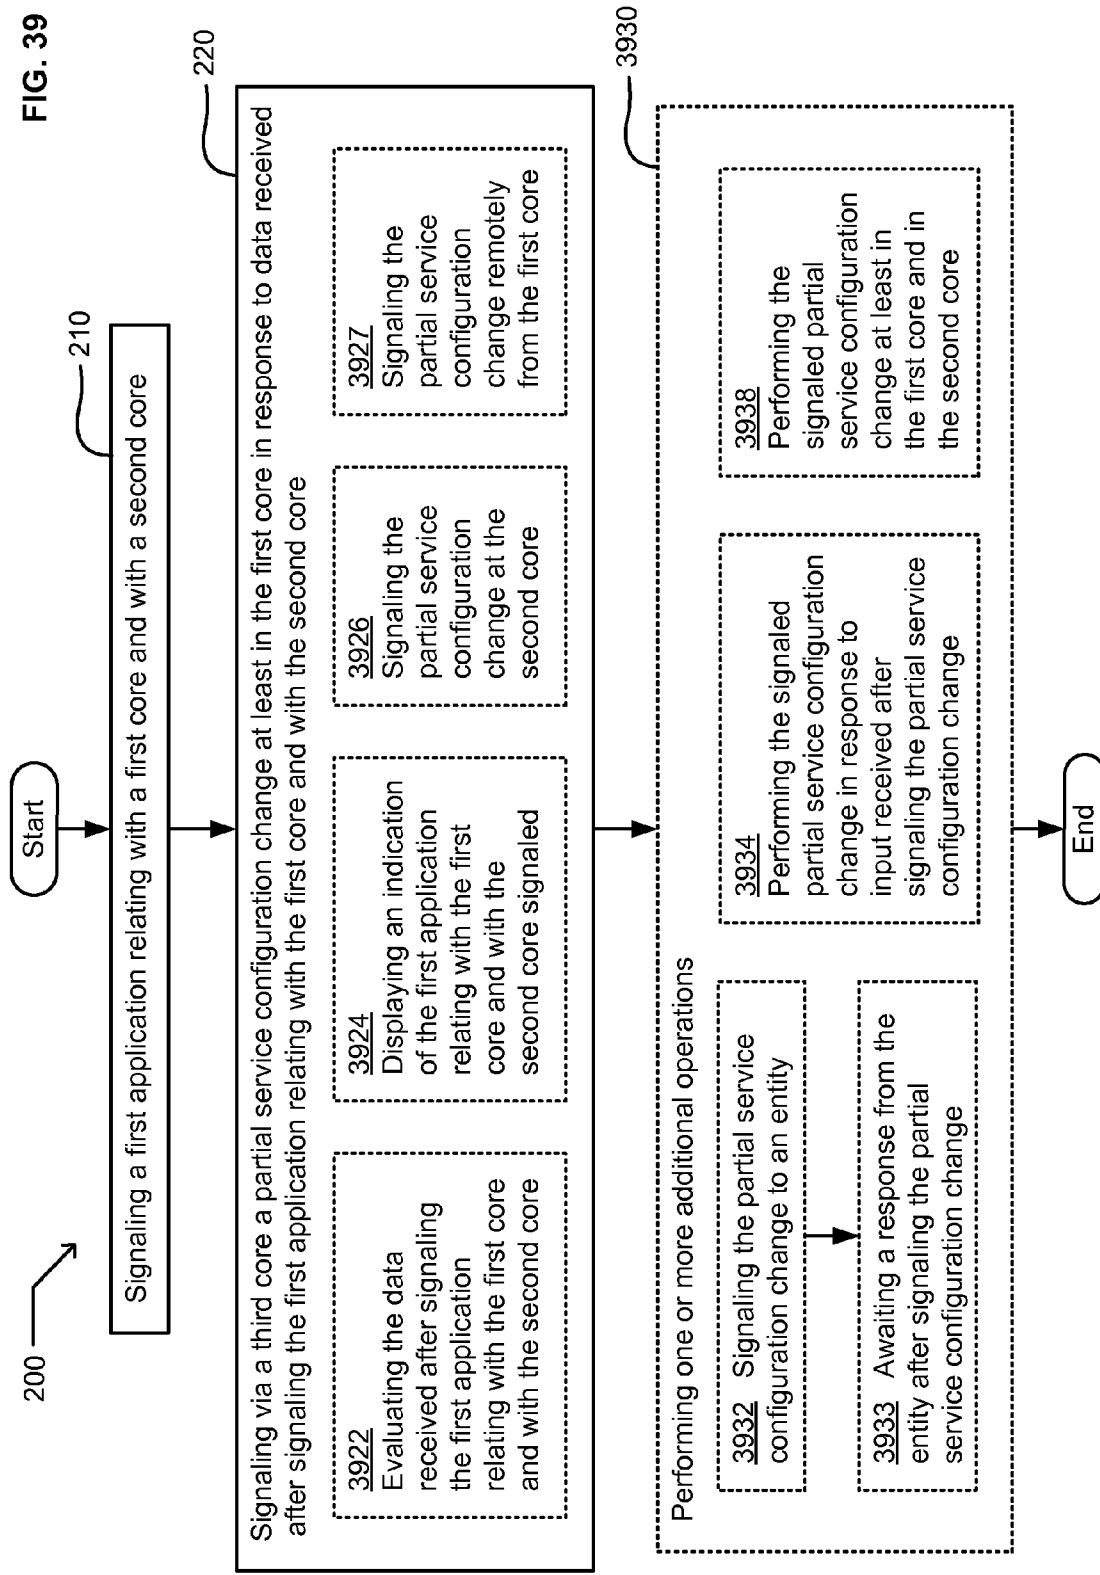 FIG. 39
200
Start
210
Signaling a first application relating with a first core and with a second core
220
Signaling via a third core a partial service configuration change at least in the first core in response to data received
after signaling the first application relating with the first core and with the second core
3922
Evaluating the data
received after signaling
the first application
relating with the first core
and with the second core
3924
Displaying an indication
of the first application
relating with the first
core and with the
second core signaled
3926
Signaling the
partial service
configuration
change at the
second core
3927
Signaling the
partial service
configuration
change remotely
from the first core
3930
Performing one or more additional operations
3932 Signaling the partial service
configuration change to an entity
3933 Awaiting a response from the
entity after signaling the partial
service configuration change
3934
Performing the signaled
partial service configuration
change in response to
input received after
signaling the partial service
configuration change
3938
Performing the
signaled partial
service configuration
change at least in
the first core and in
the second core
End